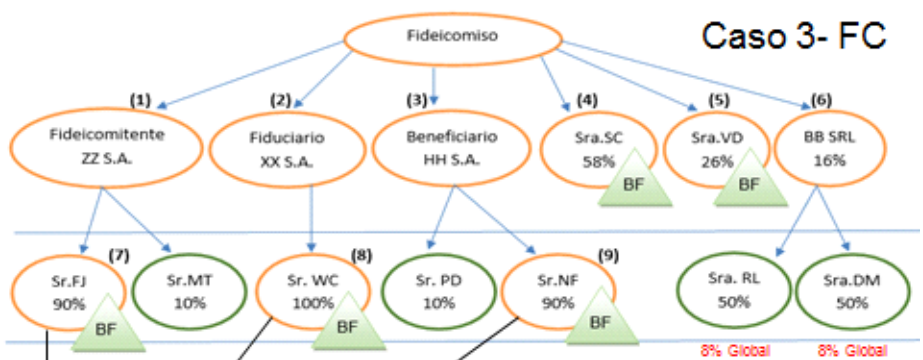 Caso 3- FC
Fideicomiso
(1)
Fideicomitente
ZZ S.A.
(2)
Fiduciario
XX S.A.
(3)
Beneficiario
HH S.A.
(4)
Sra.SC
58%
BF
(5)
Sra.VD
26%
BF
(6)
BB SRL
16%
(7)
Sr.FJ
90%
BF
Sr.MT
10%
(8)
Sr. WC
100%
BF
Sr. PD
10%
(9)
Sr.NF
90%
BF
Sra. RL
50%
8% Global
Sra.DM
50%
8% Global